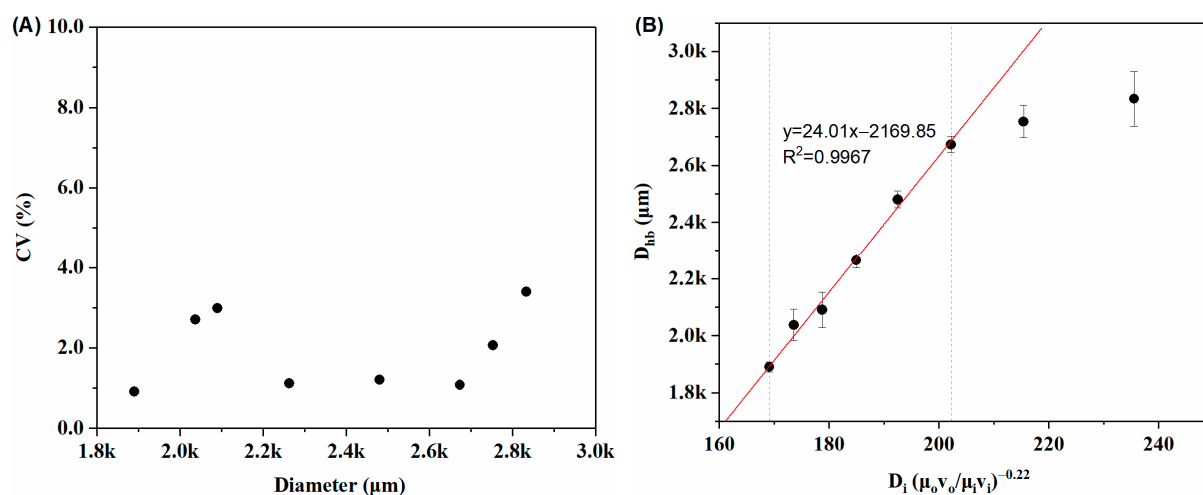 (A)
10.0
8.0
6.0
4.0
2.0
0.0
CV (%)
1.8k 2.0k 2.2k 2.4k 2.6k 2.8k 3.0k
Diameter (μm)
(B)
3.0k
2.8k
2.6k
2.4k
2.2k
2.0k
1.8k
D_hb (μm)
y=24.01x−2169.85
R²=0.9967
160 180 200 220 240
D_i (μ_o v_o/μ_i v_i)^−0.22